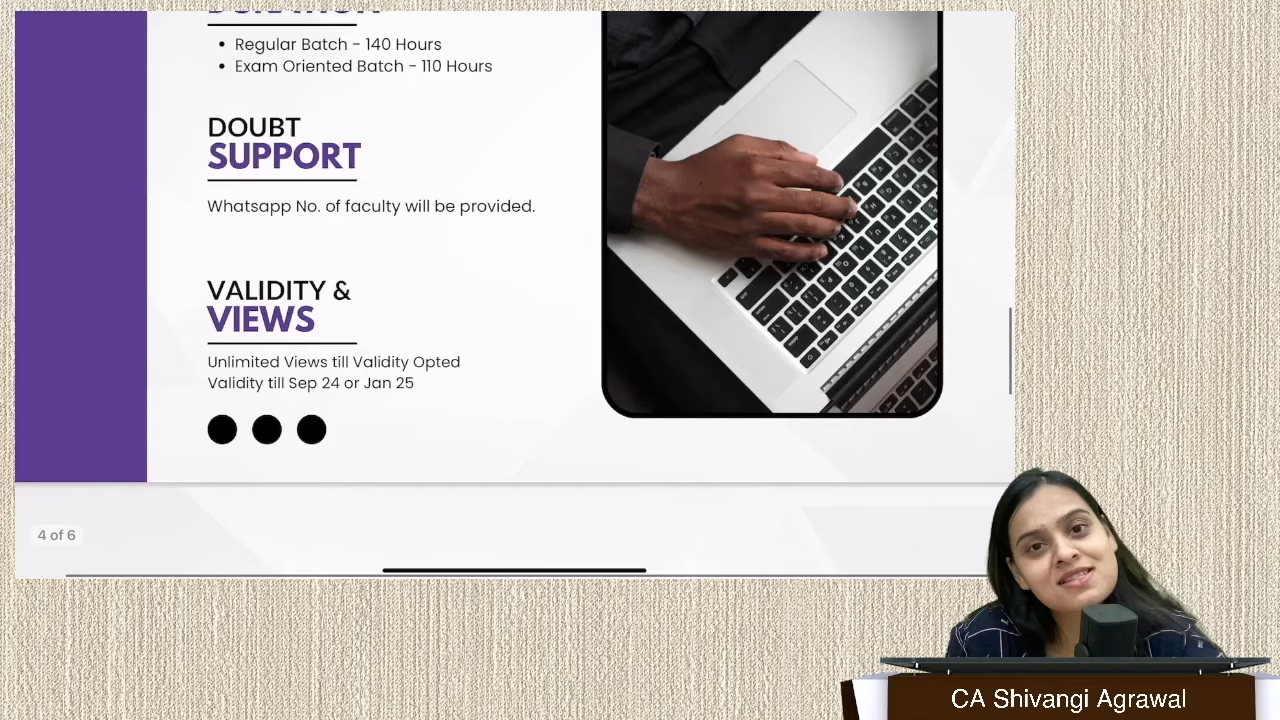 Regular Batch - 140 Hours
Exam Oriented Batch - 110 Hours
DOUBT
SUPPORT
Whatsapp No. of faculty will be provided.
VALIDITY &
VIEWS
Unlimited Views till Validity Opted
Validity till Sep 24 or Jan 25
4 of 6
CA Shivangi Agrawal